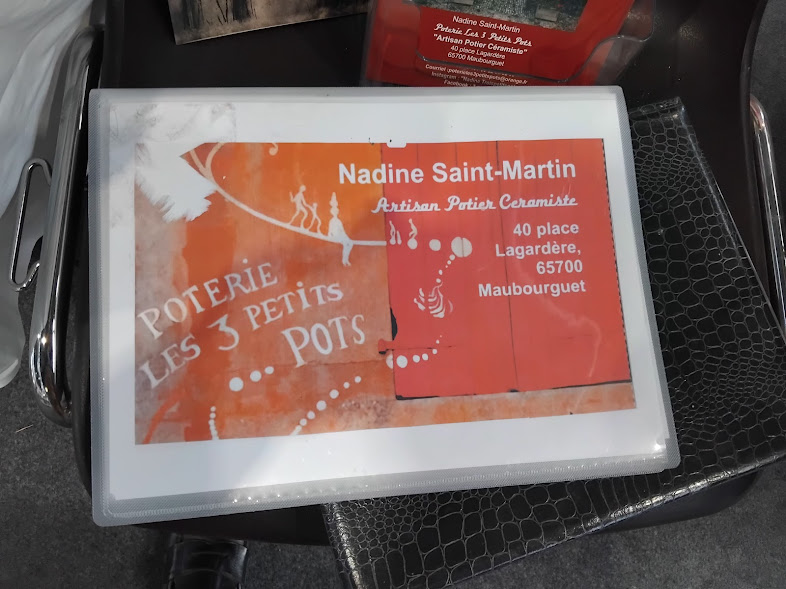 Nadine Saint-Martin
Poterie Les 3 Petits Pots
"Artisan Potier Céramiste"
40 place Lagardère
65700 Maubourguet
Nadine Saint-Martin
Artisan Potier Ceramiste
40 place
Lagardère,
65700
Maubourguet
POTERIE
LES 3 PETITS
POTS